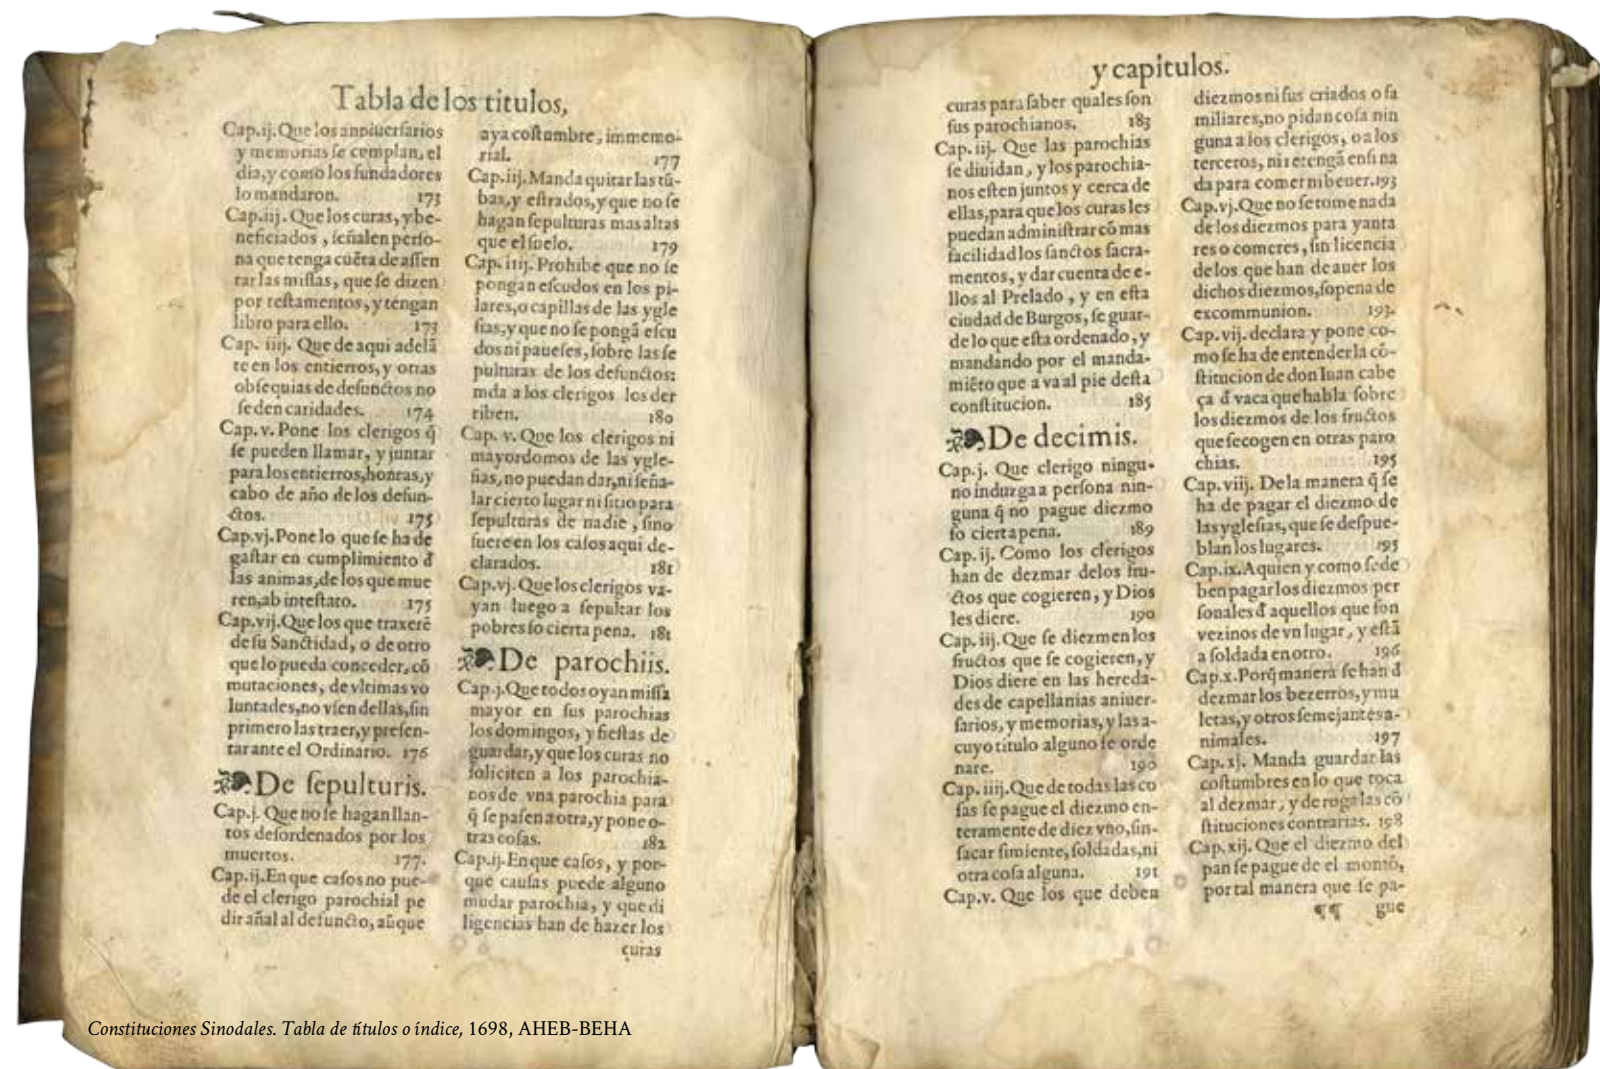 Tabla de los titulos,
Cap.ij. Que los anniuersarios
y memorias se cumplan, el
dia, y como los fundadores
lo mandaron. 173
Cap.iij. Que los curas, y be-
neficiados, señalen perso-
na que tenga cuẽta de assen
tar las missas, que se dizen
por testamentos, y tengan
libro para ello. 173
Cap. iiij. Que de aqui adelã
te en los entierros, y otras
obsequias de defunctos no
se den caridades. 174
Cap. v. Pone los clerigos q̃
se pueden llamar, y juntar
para los entierros, honras, y
cabo de año de los defun-
ctos. 175
Cap.vj. Pone lo que se ha de
gastar en cumplimiento đ
las animas, de los que mue
ren, ab intestato. 175
Cap.vij. Que los que traxerẽ
de su Sanctidad, o de otro
que lo pueda conceder, cõ
mutaciones, de vltimas vo
luntades, no vsen dellas, sin
primero las traer, y presen-
tar ante el Ordinario. 176
De sepulturis.
Cap.j. Que no se hagan llan-
tos desordenados por los
muertos. 177.
Cap.ij. En que casos no pue-
de el clerigo parochial pe
dir añal al defuncto, aũque
aya costumbre, immemo-
rial. 177
Cap.iij. Manda quitar las tũ-
bas, y estrados, y que no se
hagan sepulturas mas altas
que el suelo. 179
Cap. iiij. Prohibe que no se
pongan escudos en los pi-
lares, o capillas de las ygle
sias, y que no se pongã escu
dos ni paueses, sobre las se
pulturas de los defunctos:
mda a los clerigos los der
riben. 180
Cap. v. Que los clerigos ni
mayordomos de las ygle-
sias, no puedan dar, ni seña-
lar cierto lugar ni sitio para
sepulturas de nadie, sino
fuere en los casos aqui de-
clarados. 181
Cap.vj. Que los clerigos va-
yan luego a sepultar los
pobres so cierta pena. 181
De parochiis.
Cap.j. Que todos oyan missa
mayor en sus parochias
los domingos, y fiestas de
guardar, y que los curas no
soliciten a los parochia-
nos de vna parochia para
q̃ se pasen a otra, y pone o-
tras cosas. 182
Cap.ij. En que casos, y por-
que causas puede alguno
mudar parochia, y que di
ligencias han de hazer los
curas
y capitulos.
curas para saber quales son
sus parochianos. 183
Cap. iij. Que las parochias
se diuidan, y los parochia-
nos esten juntos y cerca de
ellas, para que los curas les
puedan administrar cõ mas
facilidad los sanctos sacra-
mentos, y dar cuenta de e-
llos al Prelado, y en esta
ciudad de Burgos, se guar-
de lo que esta ordenado, y
mandando por el manda-
miẽto que a va al pie desta
constitucion. 185
De decimis.
Cap.j. Que clerigo ningu-
no induzga a persona nin-
guna q̃ no pague diezmo
so cierta pena. 189
Cap. ij. Como los clerigos
han de dezmar delos fru-
ctos que cogieren, y Dios
les diere. 190
Cap. iij. Que se diezmen los
fructos que se cogieren, y
Dios diere en las hereda-
des de capellanias aniuer-
sarios, y memorias, y las a-
cuyo titulo alguno se orde
nare. 190
Cap. iiij. Que de todas las co
sas se pague el diezmo en-
teramente de diez vno, sin-
sacar simiente, soldadas, ni
otra cosa alguna. 191
Cap.v. Que los que deben
diezmos ni sus criados o fa
miliares, no pidan cosa nin
guna a los clerigos, o a los
terceros, ni retengã ensi na
da para comer ni beuer. 193
Cap.vj. Que no se tome nada
de los diezmos para yanta
res o comeres, sin licencia
de los que han de auer los
dichos diezmos, sopena de
excommunion. 193.
Cap.vij. declara y pone co-
mo se ha de entender la cõ-
stitucion de don Iuan cabe
ça đ vaca que habla sobre
los diezmos de los fructos
que se cogen en otras paro
chias. 195
Cap. viij. De la manera q̃ se
ha de pagar el diezmo de
las yglesias, que se despue-
blan los lugares. 195
Cap.ix. A quien y como se de
ben pagar los diezmos per
sonales đ aquellos que son
vezinos de vn lugar, y estã
a soldada en otro. 196
Cap.x. Porq̃ manera se han đ
dezmar los bezerros, y mu
letas, y otros semejantes a-
nimales. 197
Cap. xj. Manda guardar las
costumbres en lo que toca
al dezmar, y deroga las cõ
stituciones contrarias. 198
Cap.xij. Que el diezmo del
pan se pague de el montõ,
por tal manera que se pa-
¶¶ gue
Constituciones Sinodales. Tabla de títulos o índice, 1698, AHEB-BEHA